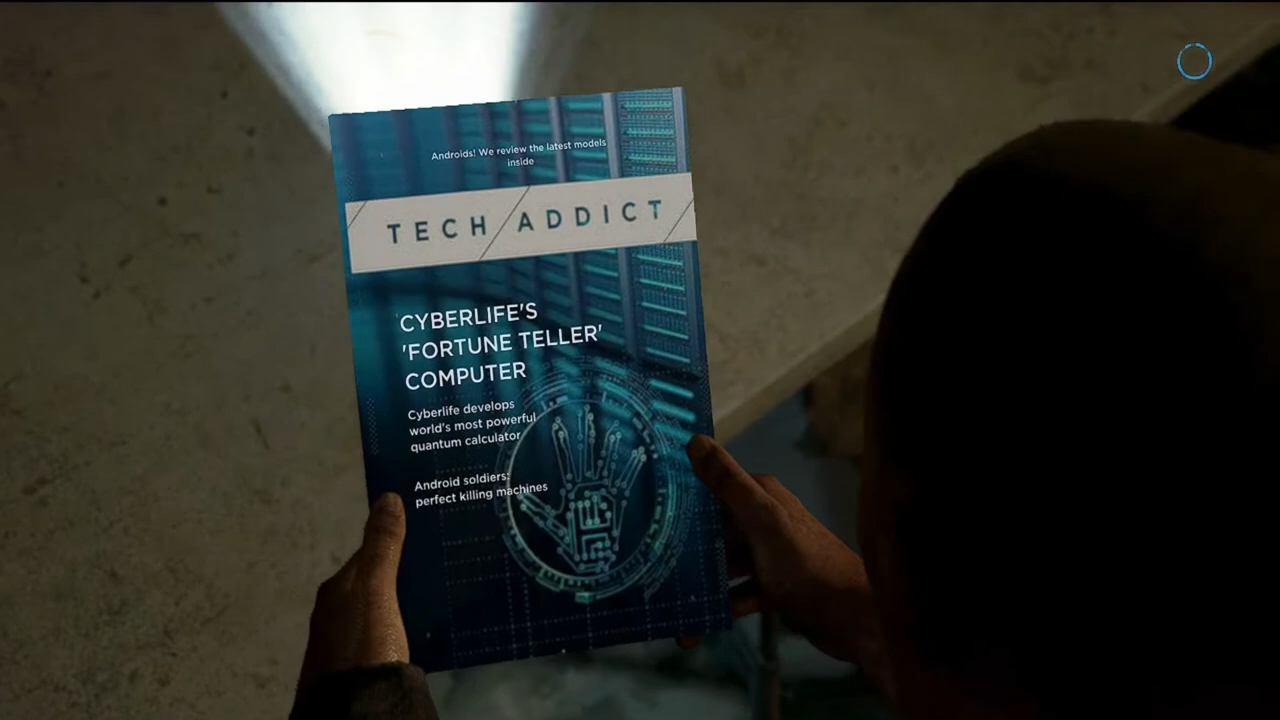 Androids! We review the latest models
inside
TECH ADDICT
CYBERLIFE'S
'FORTUNE TELLER'
COMPUTER
Cyberlife develops
world's most powerful
quantum calculator
Android soldiers:
perfect killing machines